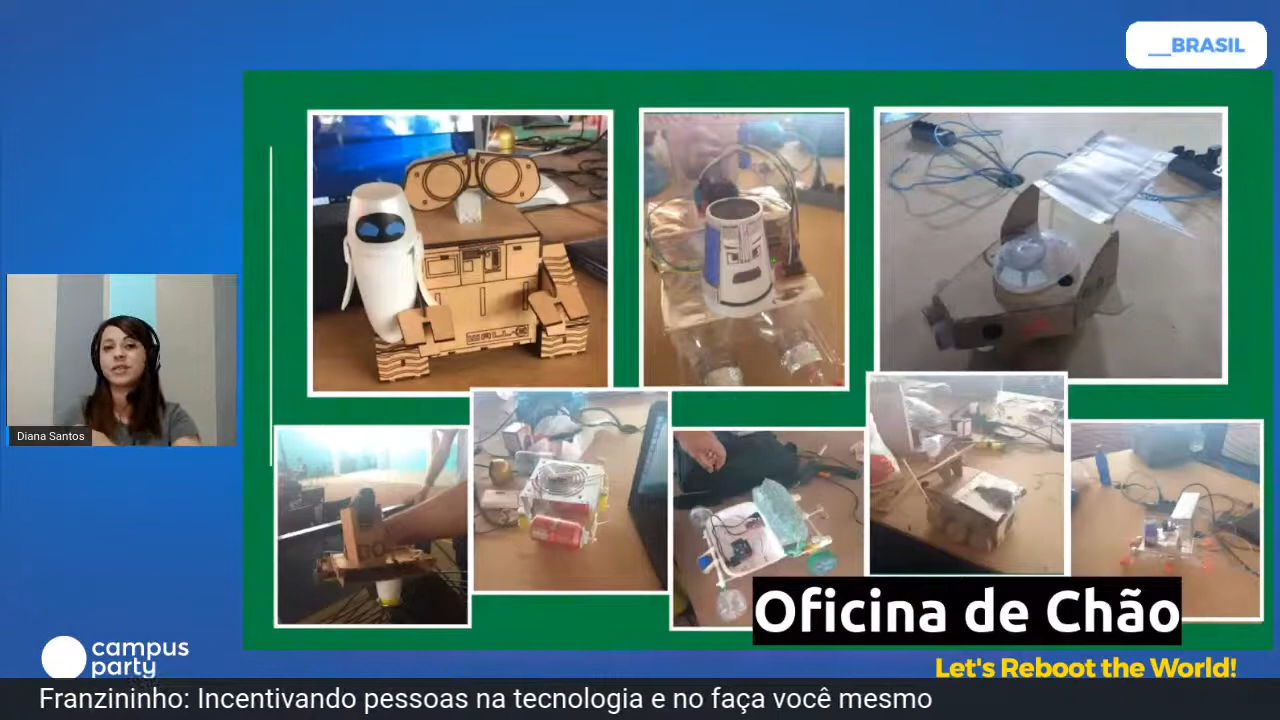 __BRASIL
WALL-E
Diana Santos
Oficina de Chão
campus
party
Let's Reboot the World!
Franzininho: Incentivando pessoas na tecnologia e no faça você mesmo